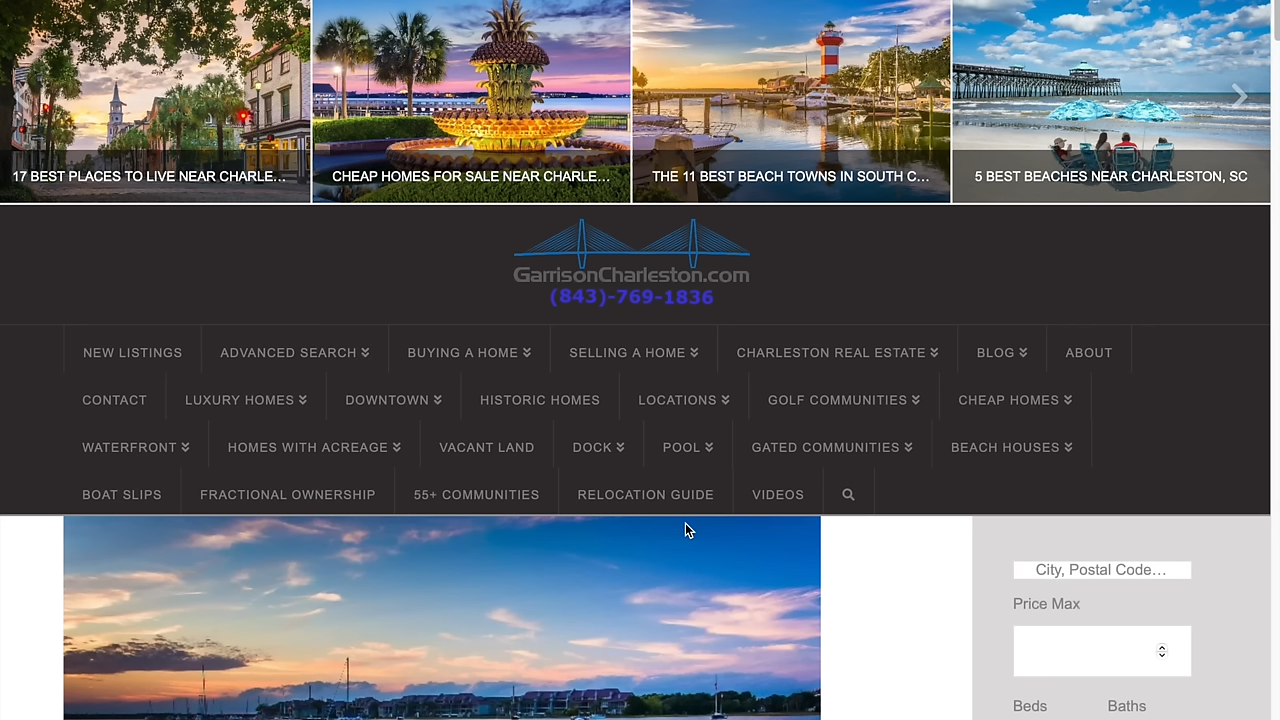 17 BEST PLACES TO LIVE NEAR CHARLE...
CHEAP HOMES FOR SALE NEAR CHARLE...
THE 11 BEST BEACH TOWNS IN SOUTH C...
5 BEST BEACHES NEAR CHARLESTON, SC
GarrisonCharleston.com
(843)-769-1836
NEW LISTINGS ADVANCED SEARCH BUYING A HOME SELLING A HOME CHARLESTON REAL ESTATE BLOG ABOUT
CONTACT LUXURY HOMES DOWNTOWN HISTORIC HOMES LOCATIONS GOLF COMMUNITIES CHEAP HOMES
WATERFRONT HOMES WITH ACREAGE VACANT LAND DOCK POOL GATED COMMUNITIES BEACH HOUSES
BOAT SLIPS FRACTIONAL OWNERSHIP 55+ COMMUNITIES RELOCATION GUIDE VIDEOS
City, Postal Code...
Price Max
Beds Baths